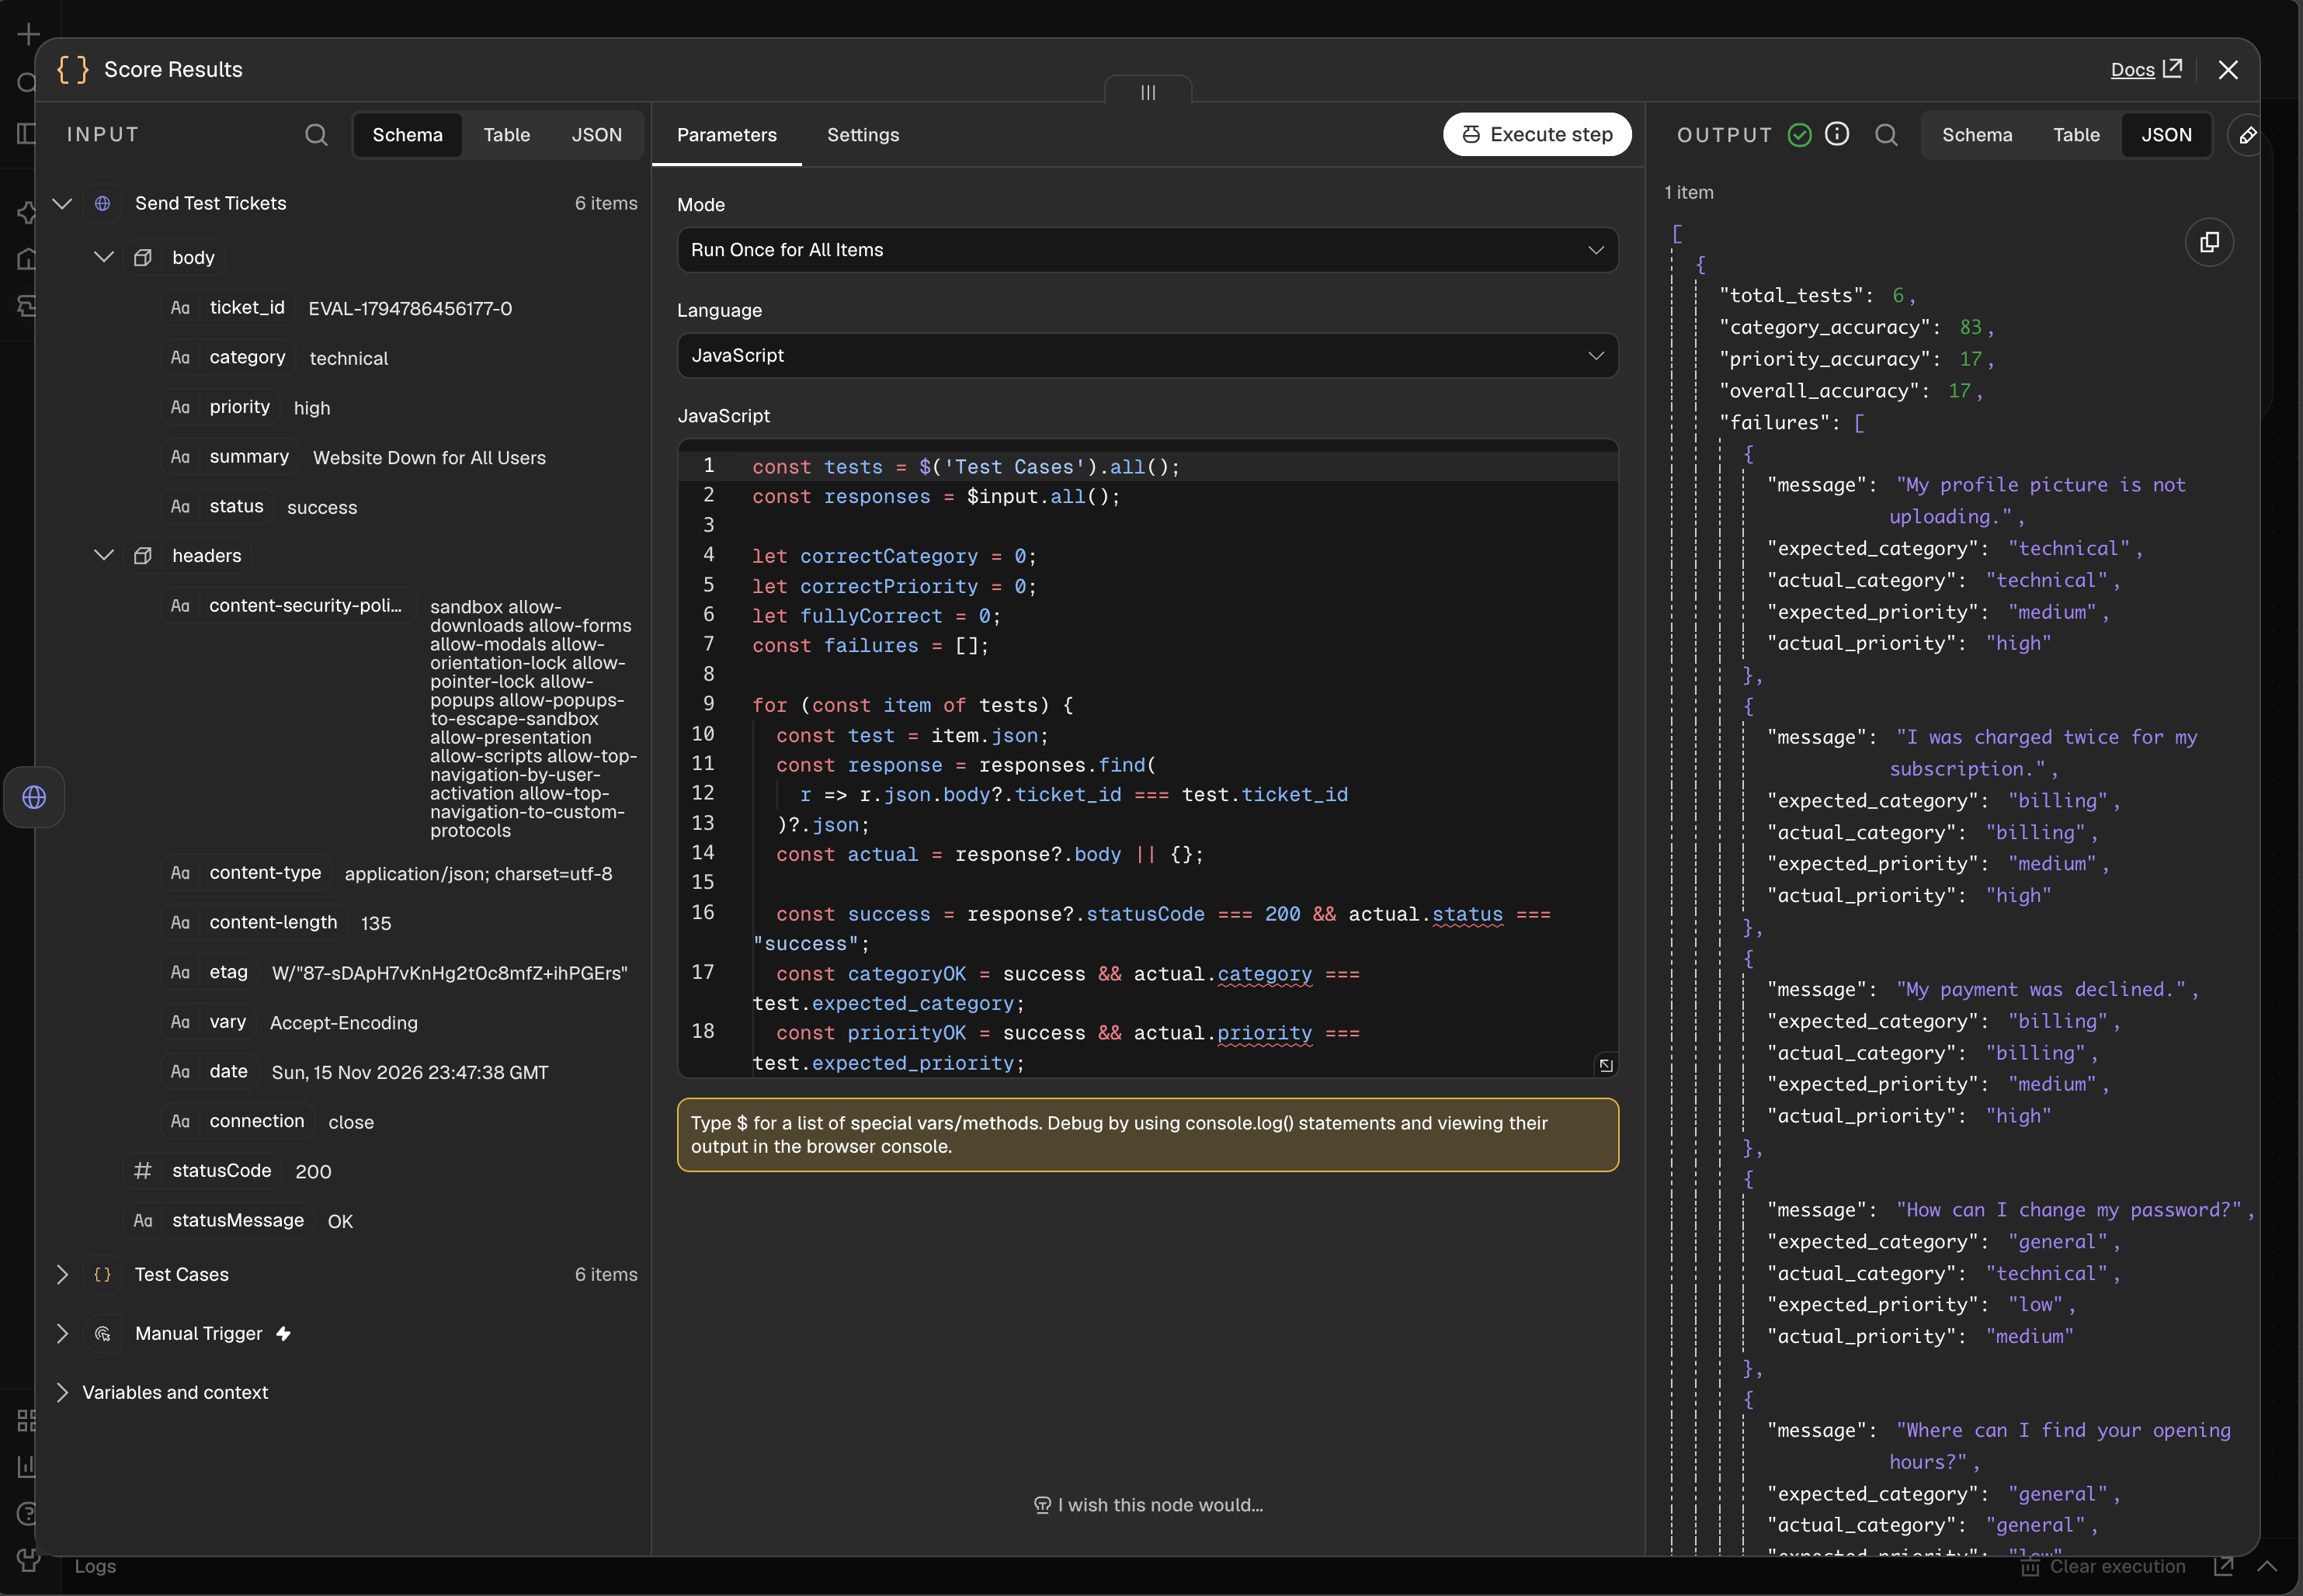 { } Score Results
Docs
INPUT
Schema
Table
JSON
Send Test Tickets
6 items
body
Aa ticket_id EVAL-1794786456177-0
Aa category technical
Aa priority high
Aa summary Website Down for All Users
Aa status success
headers
Aa content-security-poli... sandbox allow-
downloads allow-forms
allow-modals allow-
orientation-lock allow-
pointer-lock allow-
popups allow-popups-
to-escape-sandbox
allow-presentation
allow-scripts allow-top-
navigation-by-user-
activation allow-top-
navigation-to-custom-
protocols
Aa content-type application/json; charset=utf-8
Aa content-length 135
Aa etag W/"87-sDApH7vKnHg2t0c8mfZ+ihPGErs"
Aa vary Accept-Encoding
Aa date Sun, 15 Nov 2026 23:47:38 GMT
Aa connection close
# statusCode 200
Aa statusMessage OK
{} Test Cases
6 items
Manual Trigger
Variables and context
Parameters
Settings
Execute step
Mode
Run Once for All Items
Language
JavaScript
JavaScript
1 const tests = $('Test Cases').all();
2 const responses = $input.all();
3
4 let correctCategory = 0;
5 let correctPriority = 0;
6 let fullyCorrect = 0;
7 const failures = [];
8
9 for (const item of tests) {
10 const test = item.json;
11 const response = responses.find(
12 r => r.json.body?.ticket_id === test.ticket_id
13 )?.json;
14 const actual = response?.body || {};
15
16 const success = response?.statusCode === 200 && actual.status ===
"success";
17 const categoryOK = success && actual.category ===
test.expected_category;
18 const priorityOK = success && actual.priority ===
test.expected_priority;
Type $ for a list of special vars/methods. Debug by using console.log() statements and viewing their
output in the browser console.
I wish this node would...
OUTPUT
Schema
Table
JSON
1 item
[
{
"total_tests": 6,
"category_accuracy": 83,
"priority_accuracy": 17,
"overall_accuracy": 17,
"failures": [
{
"message": "My profile picture is not
uploading.",
"expected_category": "technical",
"actual_category": "technical",
"expected_priority": "medium",
"actual_priority": "high"
},
{
"message": "I was charged twice for my
subscription.",
"expected_category": "billing",
"actual_category": "billing",
"expected_priority": "medium",
"actual_priority": "high"
},
{
"message": "My payment was declined.",
"expected_category": "billing",
"actual_category": "billing",
"expected_priority": "medium",
"actual_priority": "high"
},
{
"message": "How can I change my password?",
"expected_category": "general",
"actual_category": "technical",
"expected_priority": "low",
"actual_priority": "medium"
},
{
"message": "Where can I find your opening
hours?",
"expected_category": "general",
"actual_category": "general",
"expected_priority": "low"
Logs
Clear execution